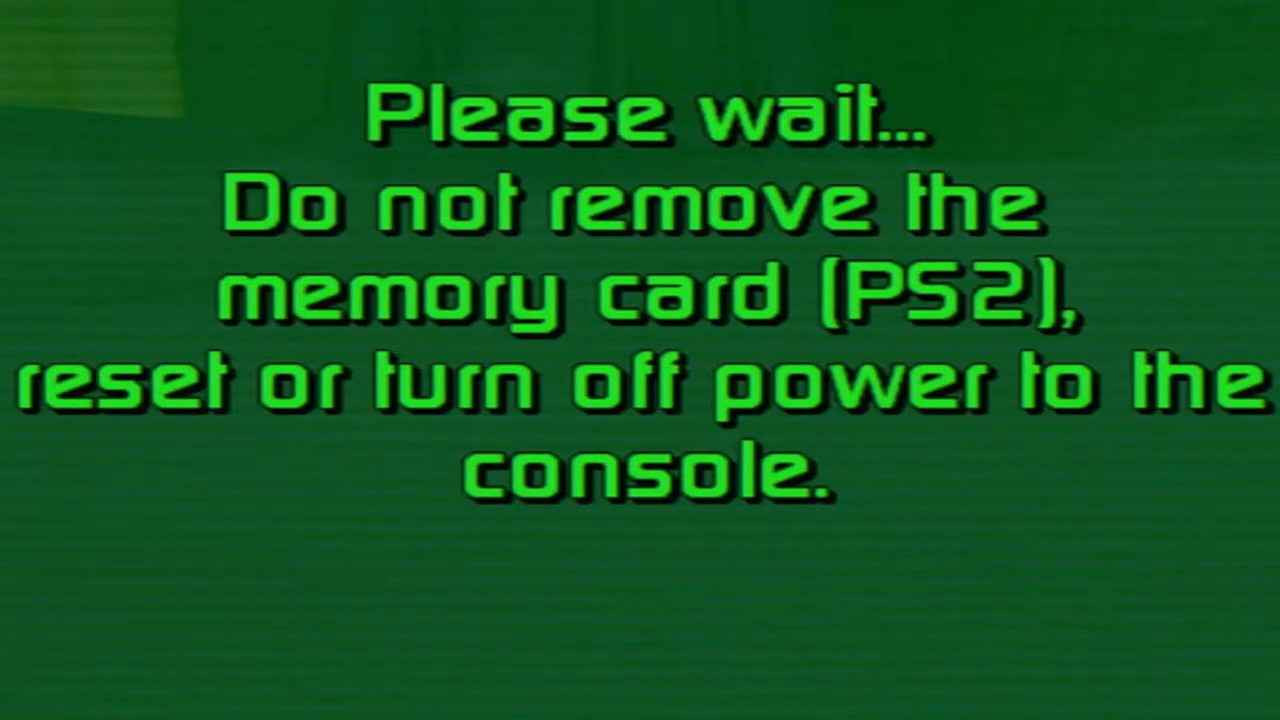 Please wait...
Do not remove the
memory card (PS2),
reset or turn off power to the
console.